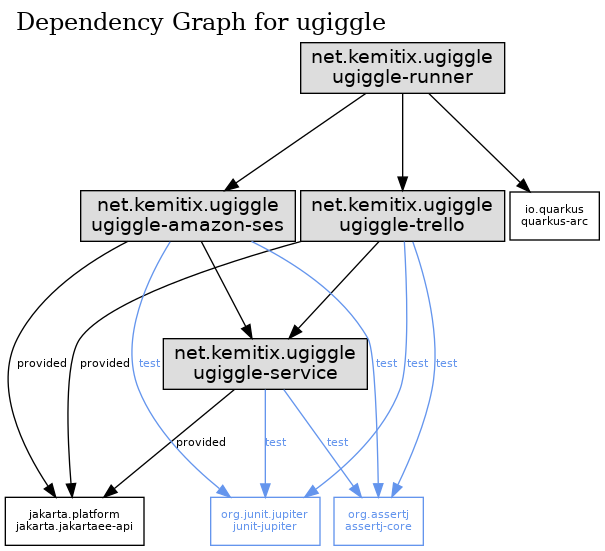 Dependency Graph for ugiggle
net.kemitix.ugiggle
ugiggle-runner
net.kemitix.ugiggle
ugiggle-amazon-ses
net.kemitix.ugiggle
ugiggle-trello
io.quarkus
quarkus-arc
provided
provided
test
net.kemitix.ugiggle
ugiggle-service
test
test
test
provided
test
test
jakarta.platform
jakarta.jakartaee-api
org.junit.jupiter
junit-jupiter
org.assertj
assertj-core